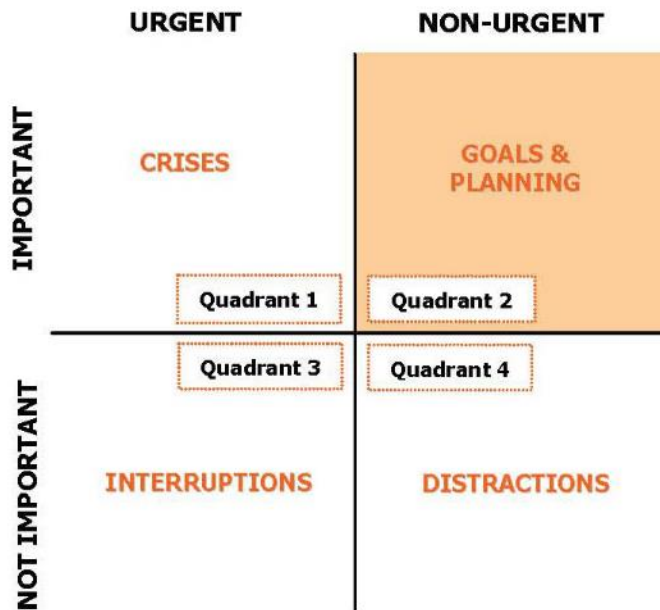 URGENT
NON-URGENT
IMPORTANT
CRISES
GOALS &
PLANNING
Quadrant 1
Quadrant 2
NOT IMPORTANT
Quadrant 3
Quadrant 4
INTERRUPTIONS
DISTRACTIONS